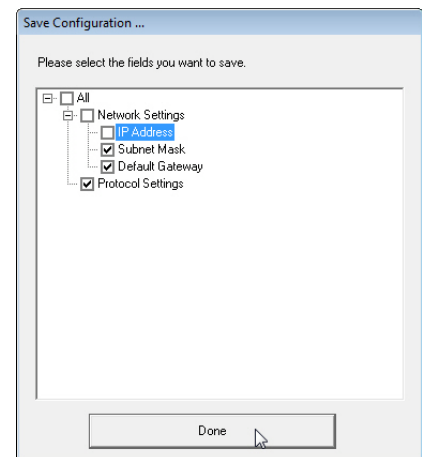 Save Configuration ...
Please select the fields you want to save.
All
Network Settings
IP Address
Subnet Mask
Default Gateway
Protocol Settings
Done